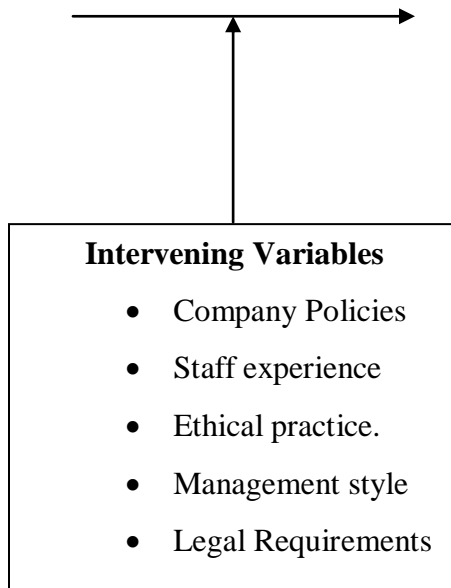 Intervening Variables
• Company Policies
• Staff experience
• Ethical practice.
• Management style
• Legal Requirements